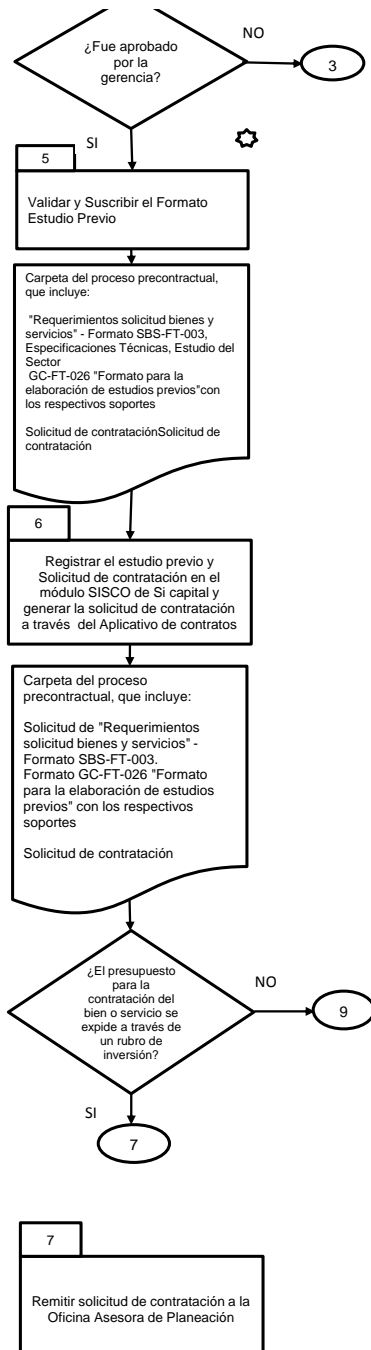 ¿Fue aprobado
por la
gerencia?
NO
3
SI
5
Validar y Suscribir el Formato
Estudio Previo
Carpeta del proceso precontractual,
que incluye:
"Requerimientos solicitud bienes y
servicios" - Formato SBS-FT-003,
Especificaciones Técnicas, Estudio del
Sector
GC-FT-026 "Formato para la
elaboración de estudios previos"con
los respectivos soportes
Solicitud de contrataciónSolicitud de
contratación
6
Registrar el estudio previo y
Solicitud de contratación en el
módulo SISCO de Si capital y
generar la solicitud de contratación
a través del Aplicativo de contratos
Carpeta del proceso
precontractual, que incluye:
Solicitud de "Requerimientos
solicitud bienes y servicios" -
Formato SBS-FT-003.
Formato GC-FT-026 "Formato
para la elaboración de estudios
previos" con los respectivos
soportes
Solicitud de contratación
¿El presupuesto
para la
contratación del
bien o servicio se
expide a través de
un rubro de
inversión?
NO
9
SI
7
7
Remitir solicitud de contratación a la
Oficina Asesora de Planeación